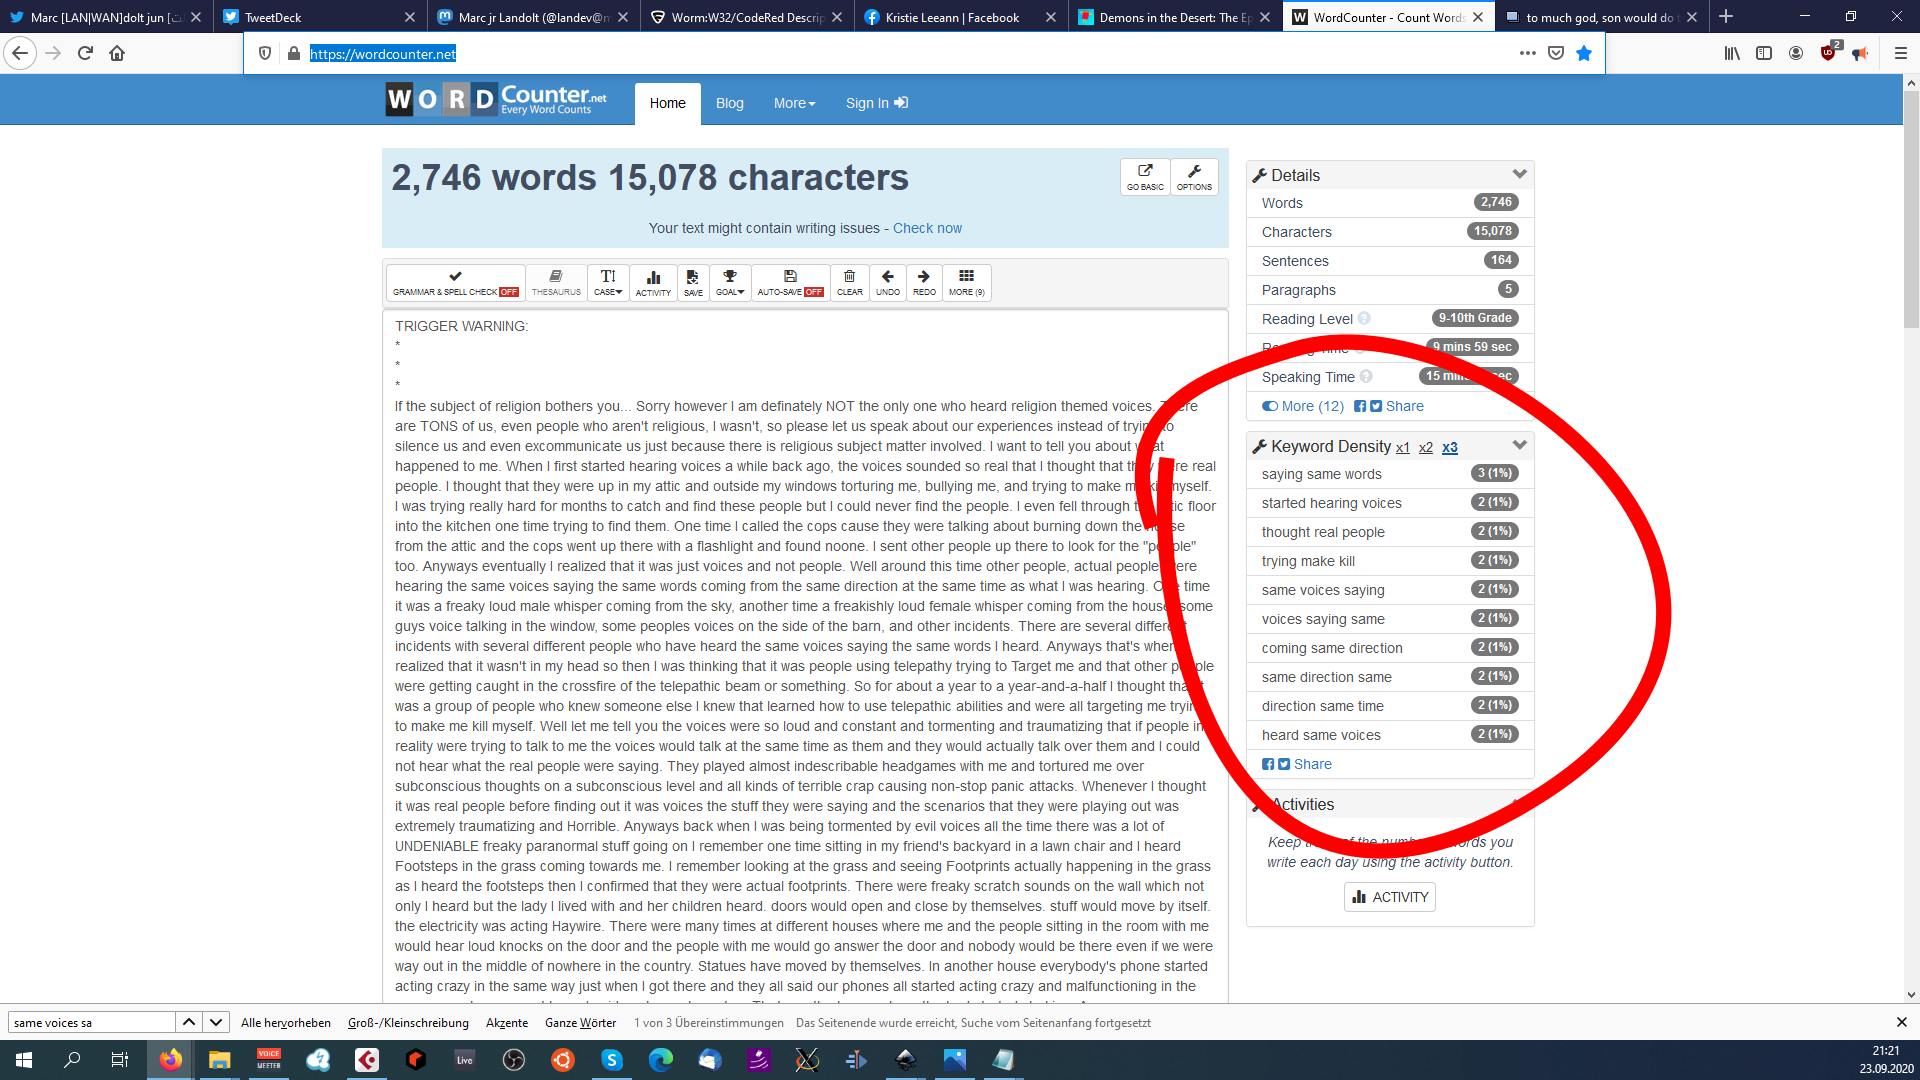 Marc [LAN|WAN]dolt jun
TweetDeck
Marc jr Landolt (@landev@m
Worm:W32/CodeRed Descrip
Kristie Leeann | Facebook
Demons in the Desert: The Ep
WordCounter - Count Words
to much god, son would do
https://wordcounter.net
2
WORD Counter.net
Every Word Counts
Home
Blog
More
Sign In
2,746 words 15,078 characters
GO BASIC
OPTIONS
Your text might contain writing issues - Check now
GRAMMAR & SPELL CHECK OFF
THESAURUS
CASE
ACTIVITY
SAVE
GOAL
AUTO-SAVE OFF
CLEAR
UNDO
REDO
MORE (9)
TRIGGER WARNING:
*
*
*
If the subject of religion bothers you... Sorry however I am definately NOT the only one who heard religion themed voices. There
are TONS of us, even people who aren't religious, I wasn't, so please let us speak about our experiences instead of trying to
silence us and even excommunicate us just because there is religious subject matter involved. I want to tell you about what
happened to me. When I first started hearing voices a while back ago, the voices sounded so real that I thought that they were real
people. I thought that they were up in my attic and outside my windows torturing me, bullying me, and trying to make me kill myself.
I was trying really hard for months to catch and find these people but I could never find the people. I even fell through the attic floor
into the kitchen one time trying to find them. One time I called the cops cause they were talking about burning down the house
from the attic and the cops went up there with a flashlight and found noone. I sent other people up there to look for the "people"
too. Anyways eventually I realized that it was just voices and not people. Well around this time other people, actual people were
hearing the same voices saying the same words coming from the same direction at the same time as what I was hearing. One time
it was a freaky loud male whisper coming from the sky, another time a freakishly loud female whisper coming from the house, some
guys voice talking in the window, some peoples voices on the side of the barn, and other incidents. There are several different
incidents with several different people who have heard the same voices saying the same words I heard. Anyways that's when I
realized that it wasn't in my head so then I was thinking that it was people using telepathy trying to Target me and that other people
were getting caught in the crossfire of the telepathic beam or something. So for about a year to a year-and-a-half I thought that it
was a group of people who knew someone else I knew that learned how to use telepathic abilities and were all targeting me trying
to make me kill myself. Well let me tell you the voices were so loud and constant and tormenting and traumatizing that if people in
reality were trying to talk to me the voices would talk at the same time as them and they would actually talk over them and I could
not hear what the real people were saying. They played almost indescribable headgames with me and tortured me over
subconscious thoughts on a subconscious level and all kinds of terrible crap causing non-stop panic attacks. Whenever I thought
it was real people before finding out it was voices the stuff they were saying and the scenarios that they were playing out was
extremely traumatizing and Horrible. Anyways back when I was being tormented by evil voices all the time there was a lot of
UNDENIABLE freaky paranormal stuff going on I remember one time sitting in my friend's backyard in a lawn chair and I heard
Footsteps in the grass coming towards me. I remember looking at the grass and seeing Footprints actually happening in the grass
as I heard the footsteps then I confirmed that they were actual footprints. There were freaky scratch sounds on the wall which not
only I heard but the lady I lived with and her children heard. doors would open and close by themselves. stuff would move by itself.
the electricity was acting Haywire. There were many times at different houses where me and the people sitting in the room with me
would hear loud knocks on the door and the people with me would go answer the door and nobody would be there even if we were
way out in the middle of nowhere in the country. Statues have moved by themselves. In another house everybody's phone started
acting crazy in the same way just when I got there and they all said our phones all started acting crazy and malfunctioning in the
Details
Words 2,746
Characters 15,078
Sentences 164
Paragraphs 5
Reading Level 9-10th Grade
Reading Time 9 mins 59 sec
Speaking Time 15 mins sec
More (12) Share
Keyword Density x1 x2 x3
saying same words 3 (1%)
started hearing voices 2 (1%)
thought real people 2 (1%)
trying make kill 2 (1%)
same voices saying 2 (1%)
voices saying same 2 (1%)
coming same direction 2 (1%)
same direction same 2 (1%)
direction same time 2 (1%)
heard same voices 2 (1%)
Share
Activities
Keep track of the number of words you
write each day using the activity button.
ACTIVITY
same voices sa
Alle hervorheben
Groß-/Kleinschreibung
Akzente
Ganze Wörter
1 von 3 Übereinstimmungen
Das Seitenende wurde erreicht, Suche vom Seitenanfang fortgesetzt
VOICE
MEETER
Live
21:21
23.09.2020